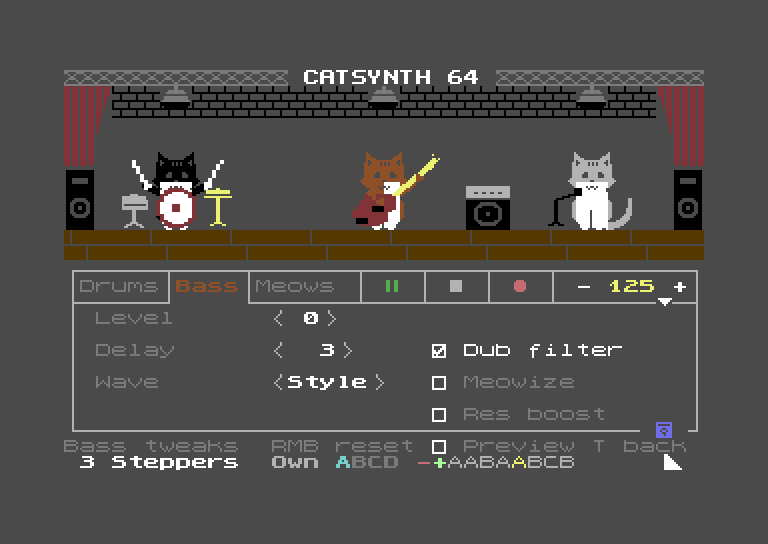 CATSYNTH 64
Drums Bass Meows - 125 +
Level < 0 >
Delay < 3 > Dub filter
Wave <Style > Meowize
Res boost
Bass tweaks RMB reset Preview T back
3 Steppers Own ABCD -+AABAABCB